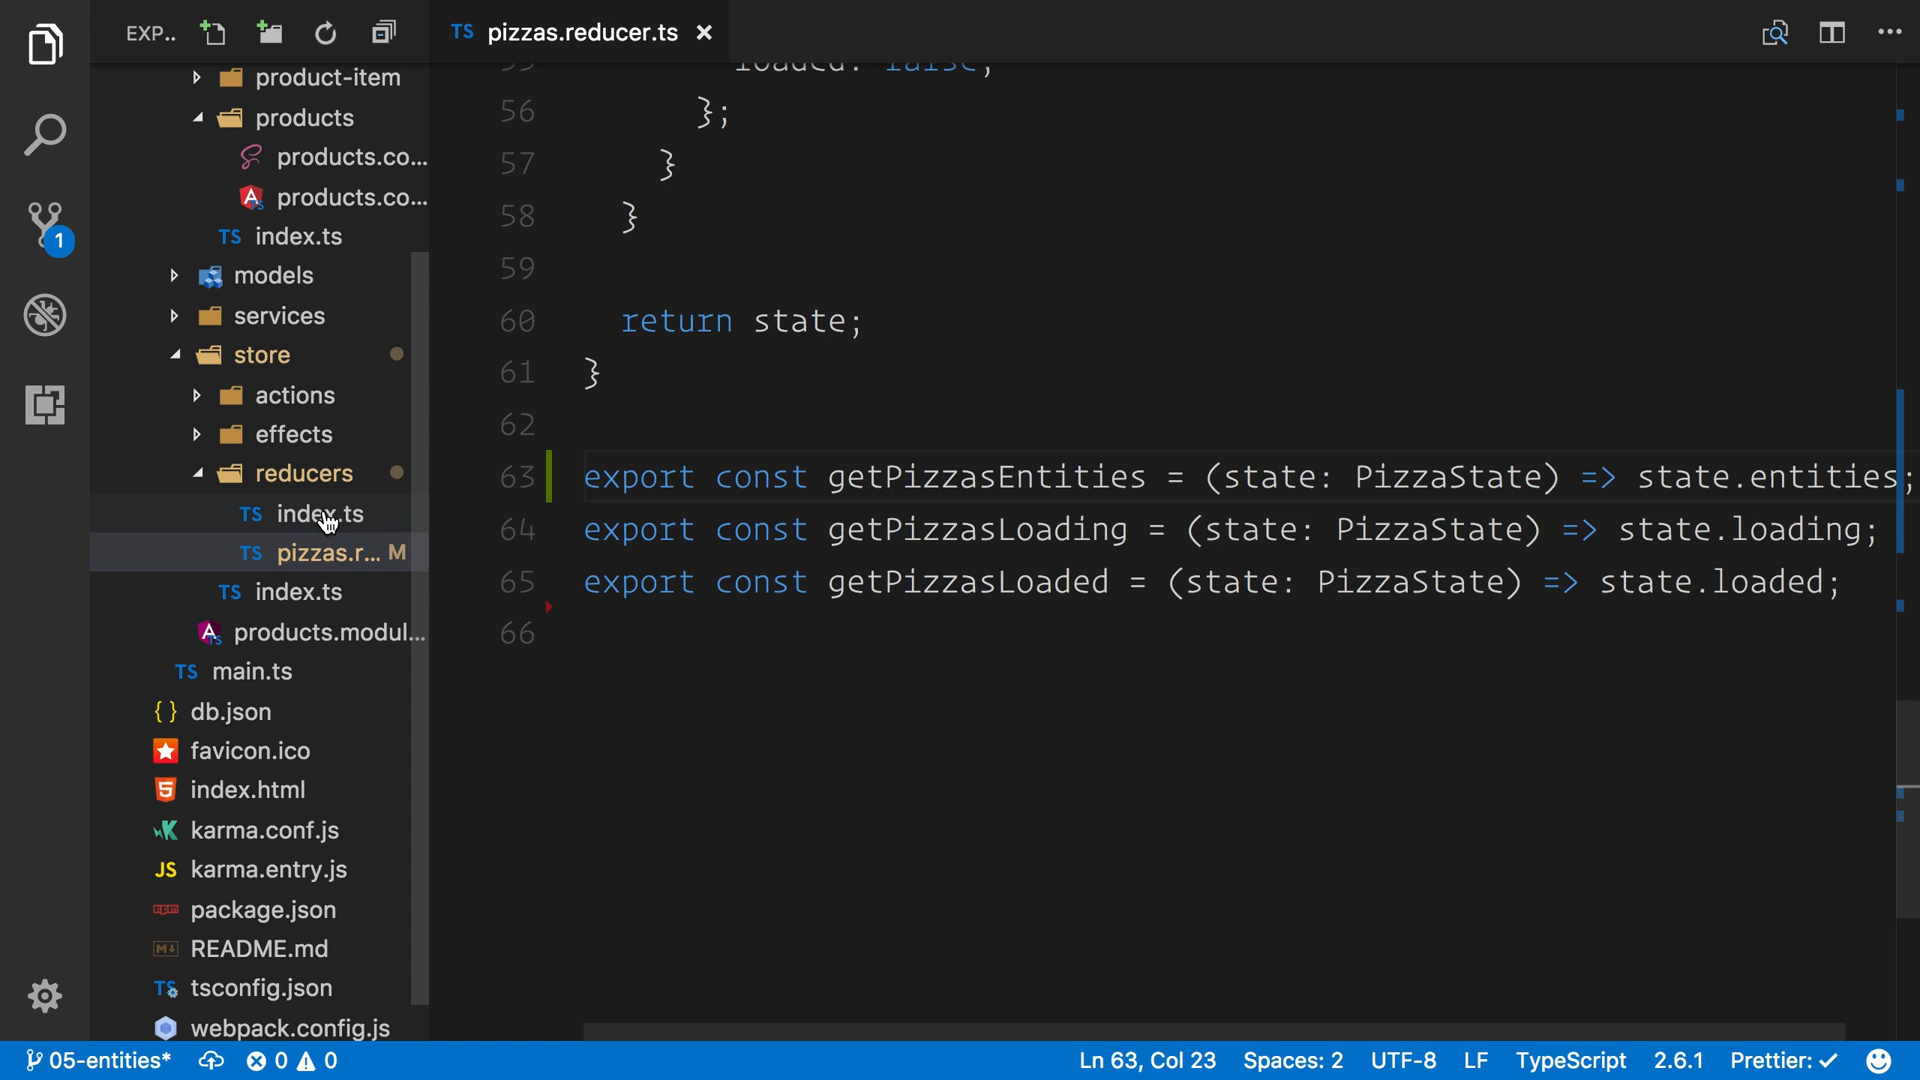 EXP..
TS pizzas.reducer.ts
product-item
products
products.co...
products.co...
TS index.ts
models
services
store
actions
effects
reducers
TS index.ts
TS pizzas.r... M
TS index.ts
products.modul...
TS main.ts
{ } db.json
favicon.ico
index.html
karma.conf.js
JS karma.entry.js
package.json
README.md
TS tsconfig.json
webpack.config.js
1
55 loaded: false,
56 };
57 }
58 }
59
60 return state;
61 }
62
63 export const getPizzasEntities = (state: PizzaState) => state.entities;
64 export const getPizzasLoading = (state: PizzaState) => state.loading;
65 export const getPizzasLoaded = (state: PizzaState) => state.loaded;
66
05-entities* 0 0 Ln 63, Col 23 Spaces: 2 UTF-8 LF TypeScript 2.6.1 Prettier: ✓